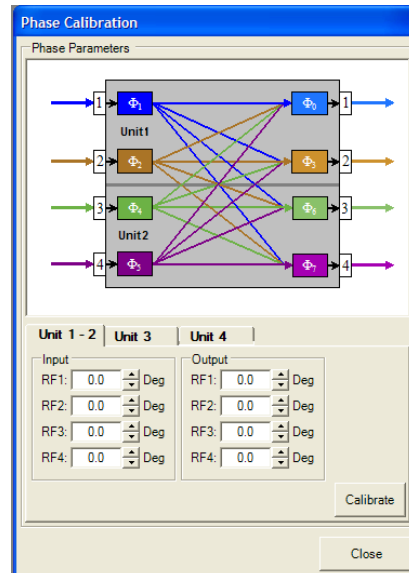 Phase Calibration
Phase Parameters
1 Φ1 Φ0 1
Unit1
2 Φ2 Φ5 2
3 Φ4 Φ6 3
Unit2
4 Φ3 Φ7 4
Unit 1 - 2 Unit 3 Unit 4
Input Output
RF1: 0.0 Deg RF1: 0.0 Deg
RF2: 0.0 Deg RF2: 0.0 Deg
RF3: 0.0 Deg RF3: 0.0 Deg
RF4: 0.0 Deg RF4: 0.0 Deg
Calibrate
Close